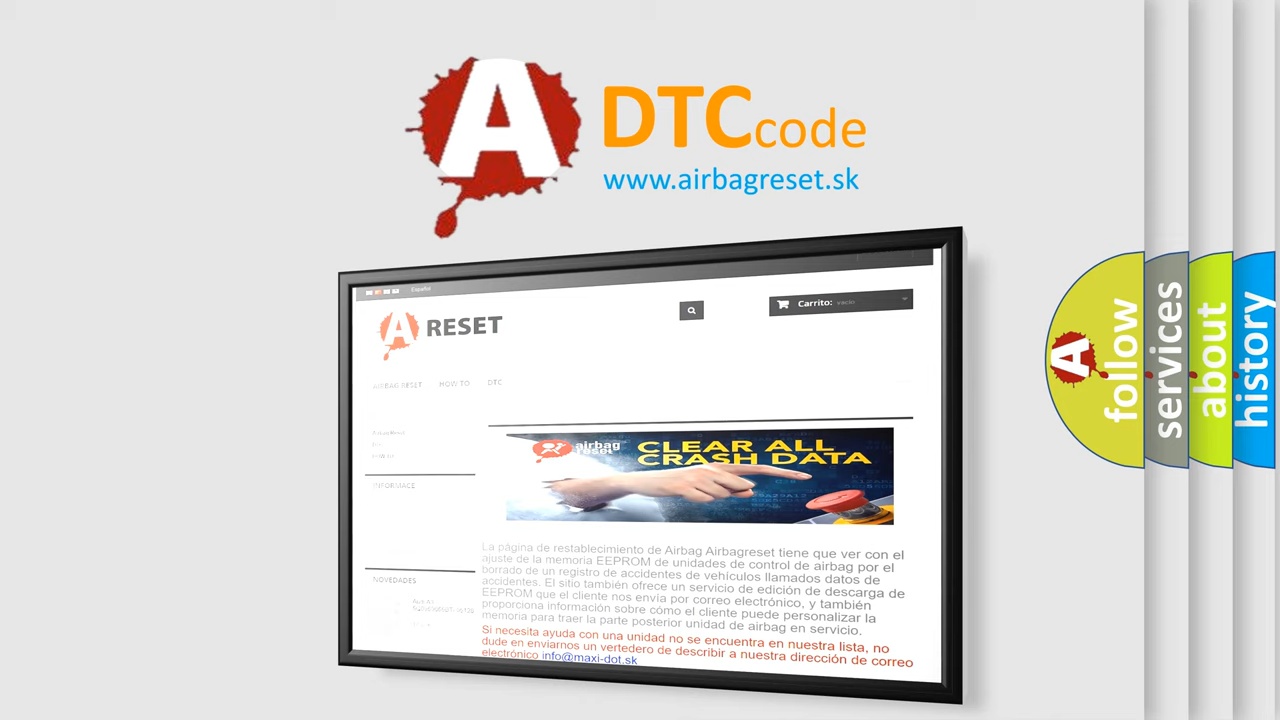 A DTCcode
www.airbagreset.sk
Español
A RESET
Carrito: vacío
AIRBAG RESET HOW TO DTC
Airbag Reset
HOW TO
INFORMACE
airbag
reset
CLEAR ALL
CRASH DATA
La página de restablecimiento de Airbag Airbagreset tiene que ver con el
ajuste de la memoria EEPROM de unidades de control de airbag por el
borrado de un registro de accidentes de vehículos llamados datos de
accidentes. El sitio también ofrece un servicio de edición de descarga de
EEPROM que el cliente nos envía por correo electrónico, y también
proporciona información sobre cómo el cliente puede personalizar la
memoria para traer la parte posterior unidad de airbag en servicio.
Si necesita ayuda con una unidad no se encuentra en nuestra lista, no
dude en enviarnos un vertedero de describir a nuestra dirección de correo
electrónico info@maxi-dot.sk
NOVEDADES
A follow
services
about
history